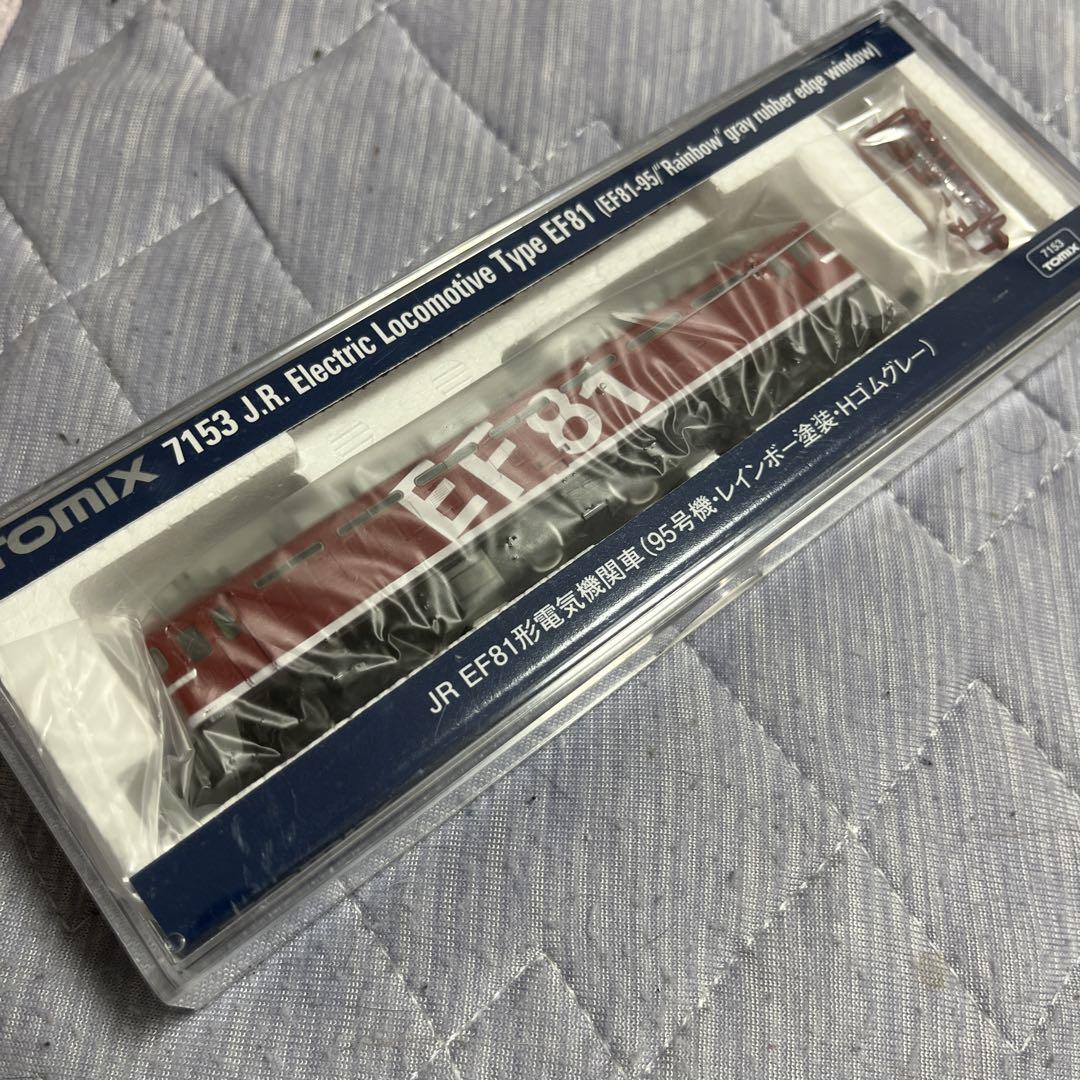 TOMIX 7153 J.R. Electric Locomotive Type EF81 (EF81-95/"Rainbow" gray rubber edge window)
7153
TOMIX
EF81
JR EF81形電気機関車(95号機・レインボー塗装・Hゴムグレー)